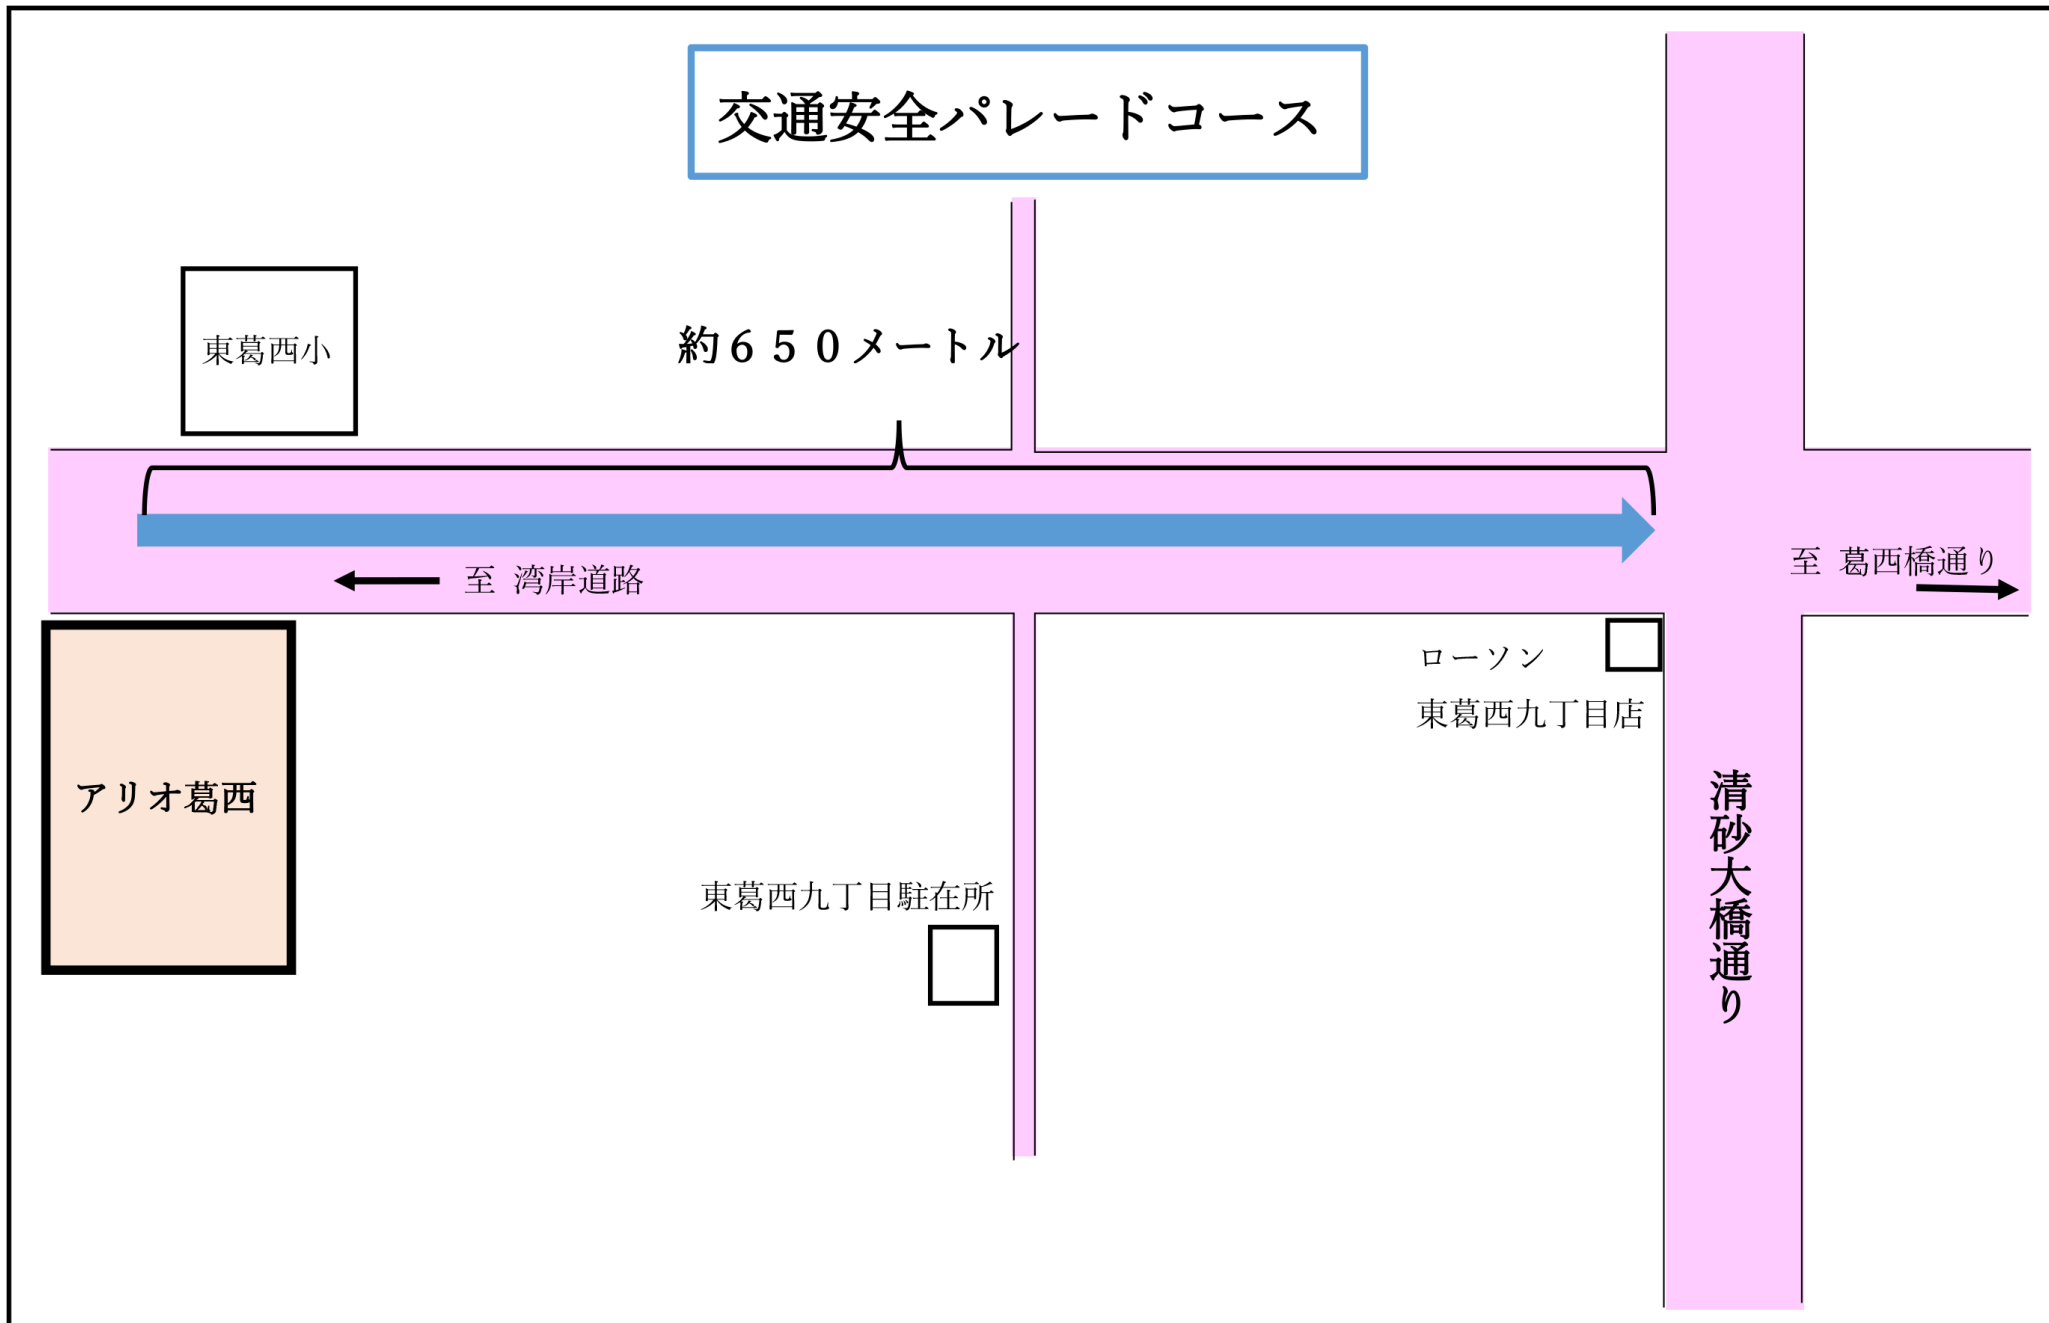 交通安全パレードコース
東葛西小
約６５０メートル
至 湾岸道路
至 葛西橋通り
ローソン
東葛西九丁目店
アリオ葛西
東葛西九丁目駐在所
清砂大橋通り